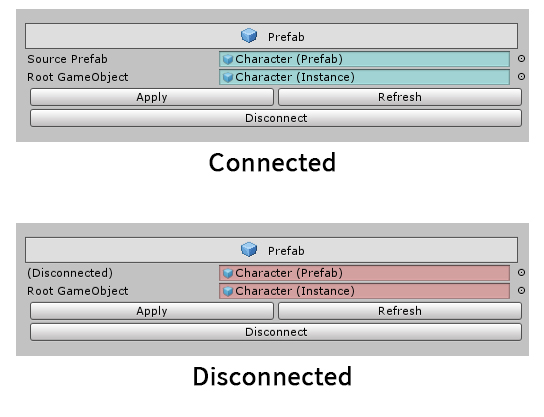 Prefab
Source Prefab Character (Prefab)
Root GameObject Character (Instance)
Apply Refresh
Disconnect
Connected
Prefab
(Disconnected) Character (Prefab)
Root GameObject Character (Instance)
Apply Refresh
Disconnect
Disconnected